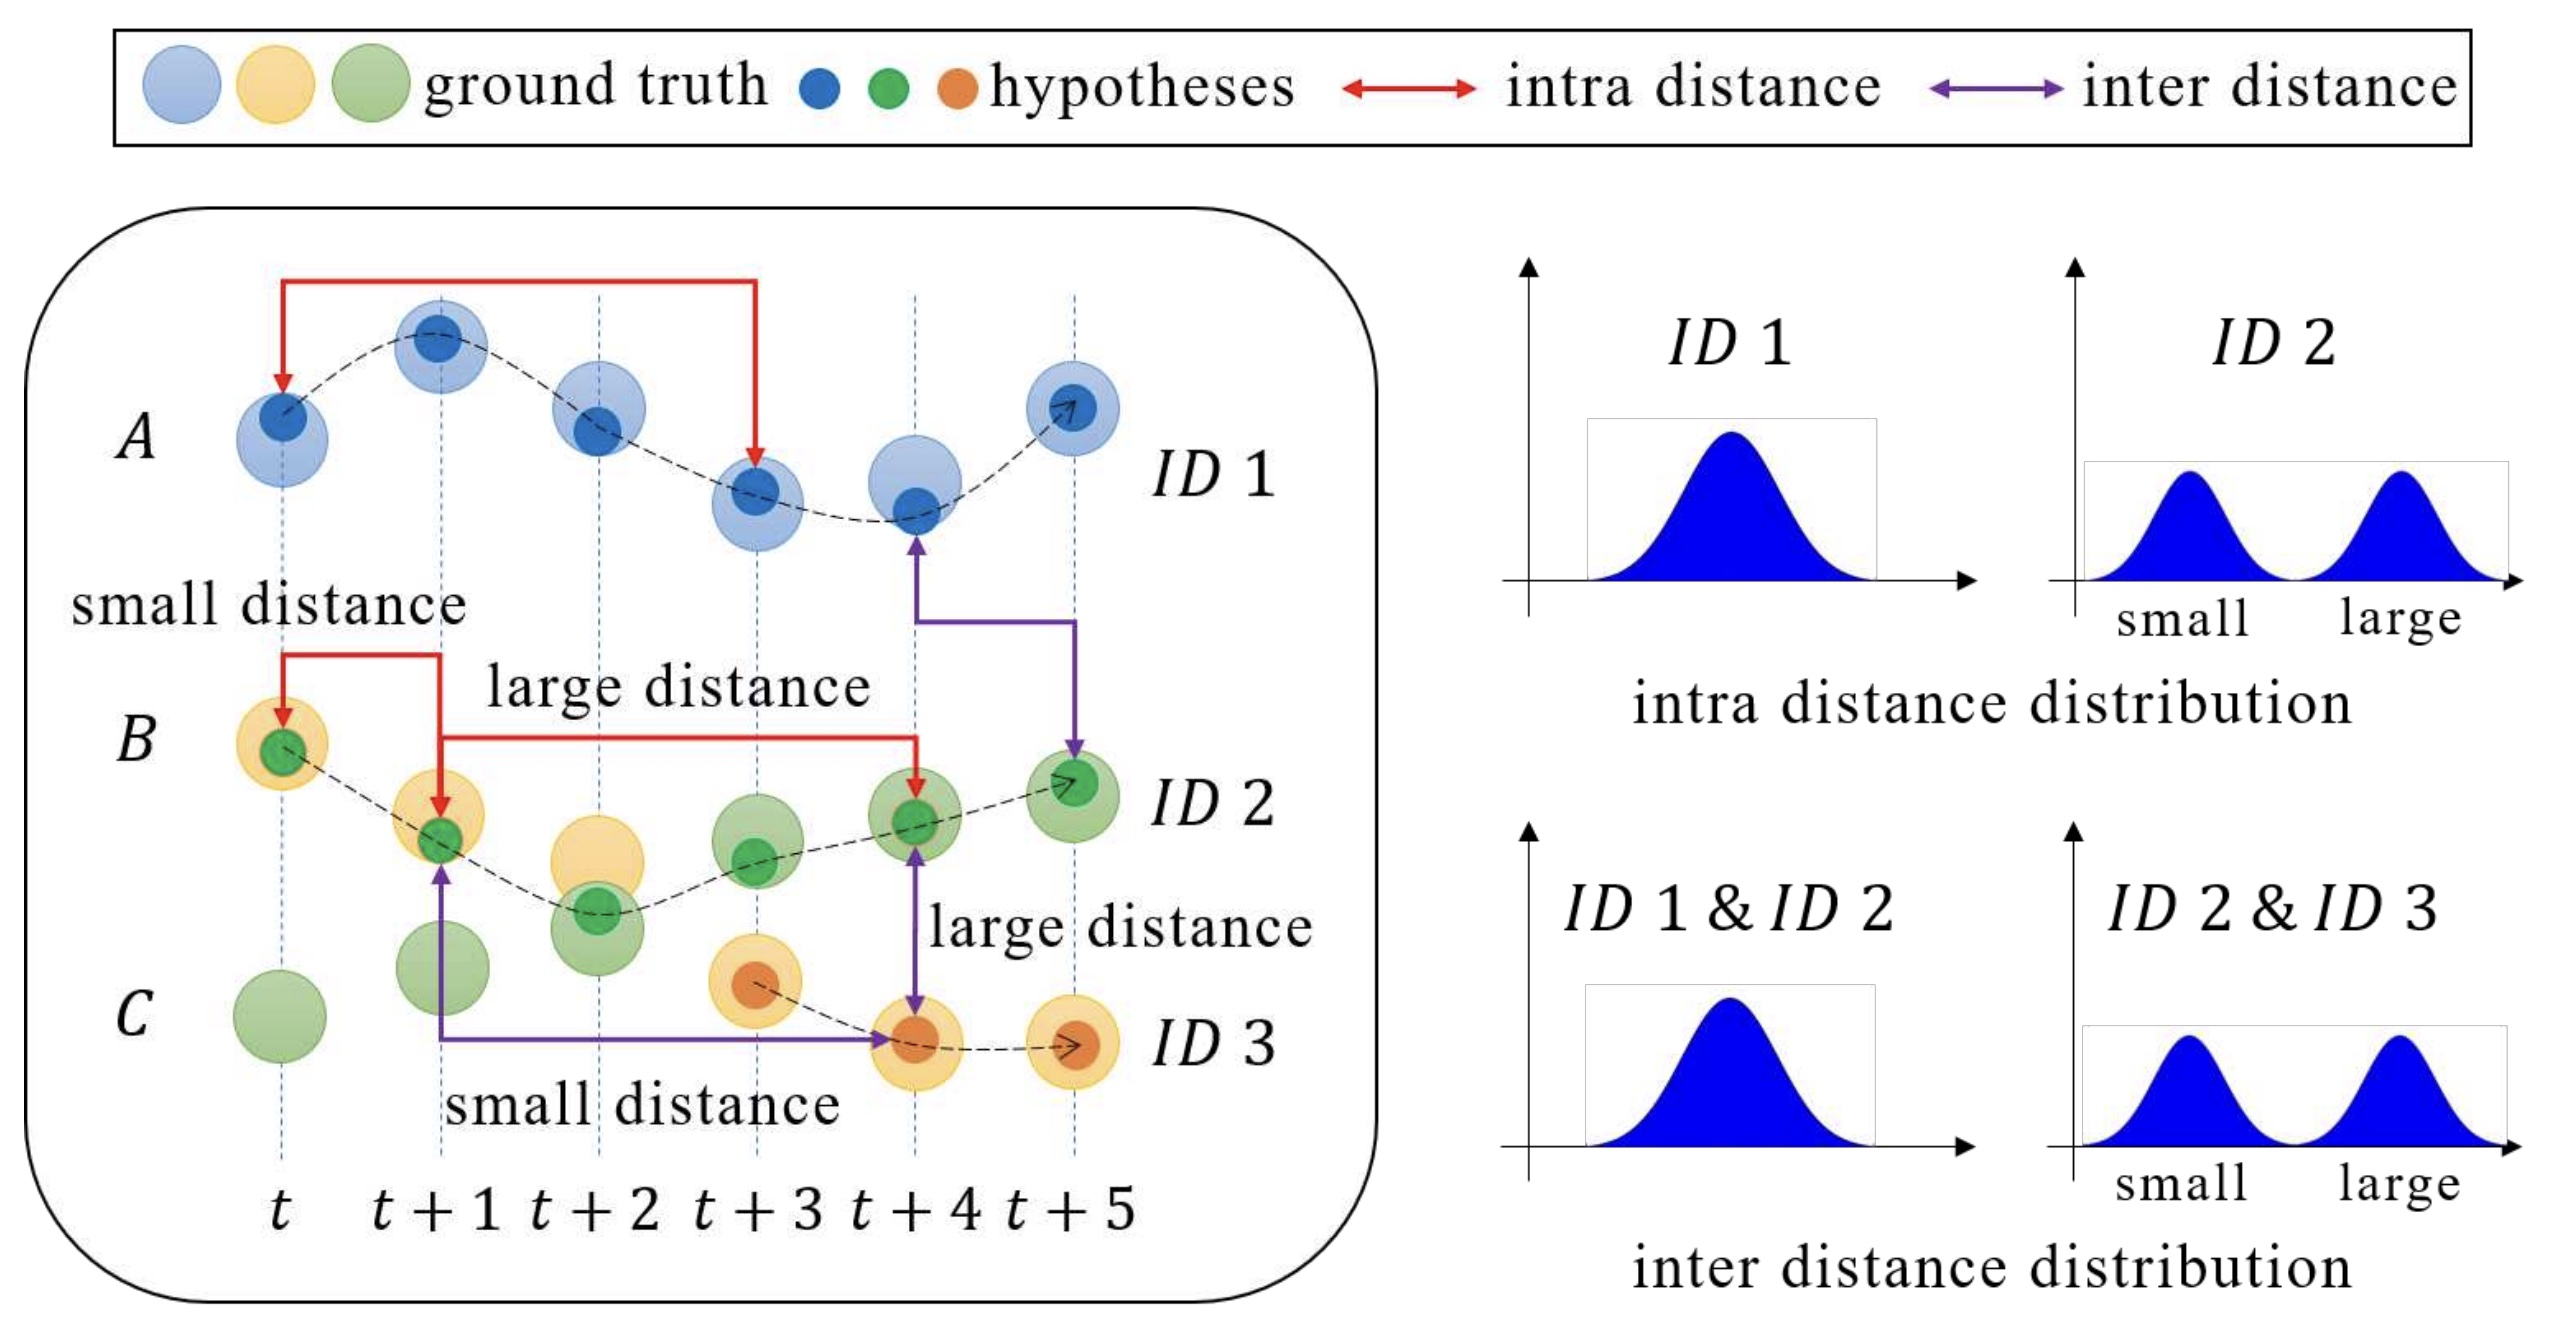 ground truth hypotheses intra distance inter distance
A
ID 1
small distance
large distance
B
ID 2
large distance
C
ID 3
small distance
t t + 1 t + 2 t + 3 t + 4 t + 5
ID 1
ID 2
small large
intra distance distribution
ID 1 & ID 2
ID 2 & ID 3
small large
inter distance distribution